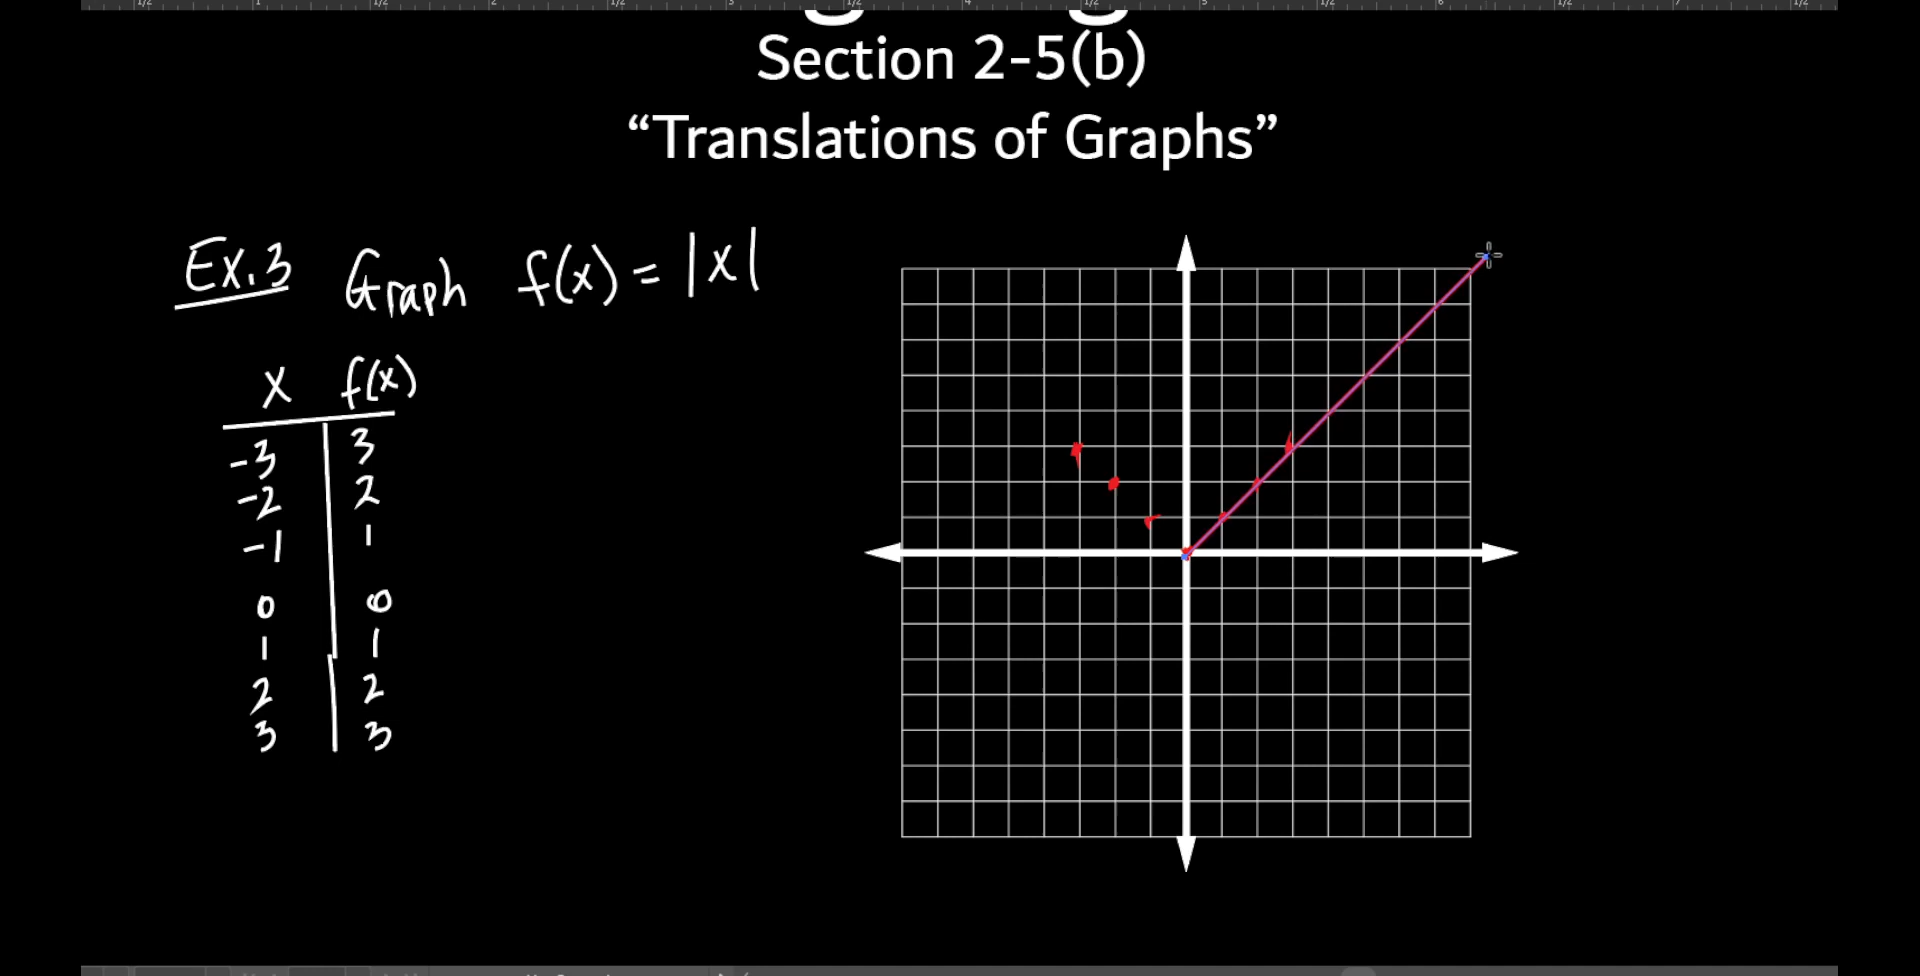 Section 2-5(b)
“Translations of Graphs”
Ex.3 Graph f(x) = |x|
x f(x)
-3 3
-2 2
-1 1
0 0
1 1
2 2
3 3